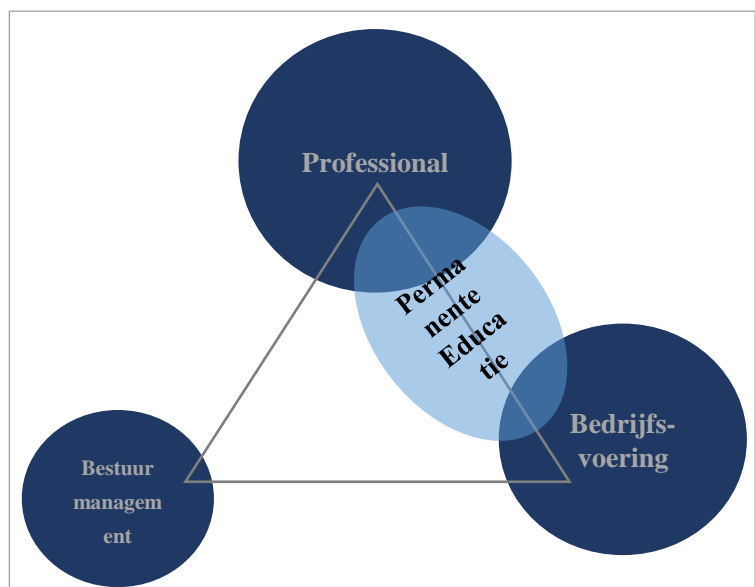 Professional
Perma
nente
Educa
tie
Bedrijfs-
voering
Bestuur
managem
ent